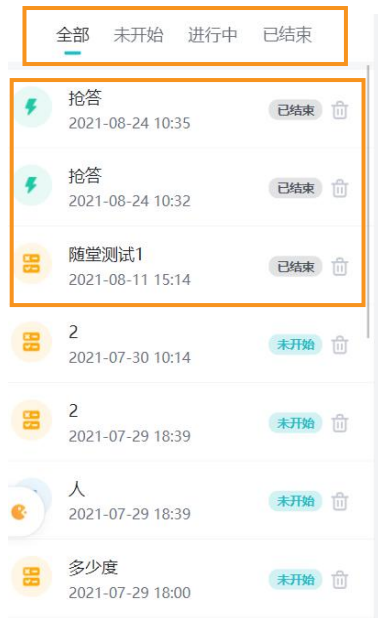 全部 未开始 进行中 已结束
抢答
已结束
2021-08-24 10:35
抢答
已结束
2021-08-24 10:32
随堂测试1
已结束
2021-08-11 15:14
2
未开始
2021-07-30 10:14
2
未开始
2021-07-29 18:39
人
未开始
2021-07-29 18:39
多少度
未开始
2021-07-29 18:00